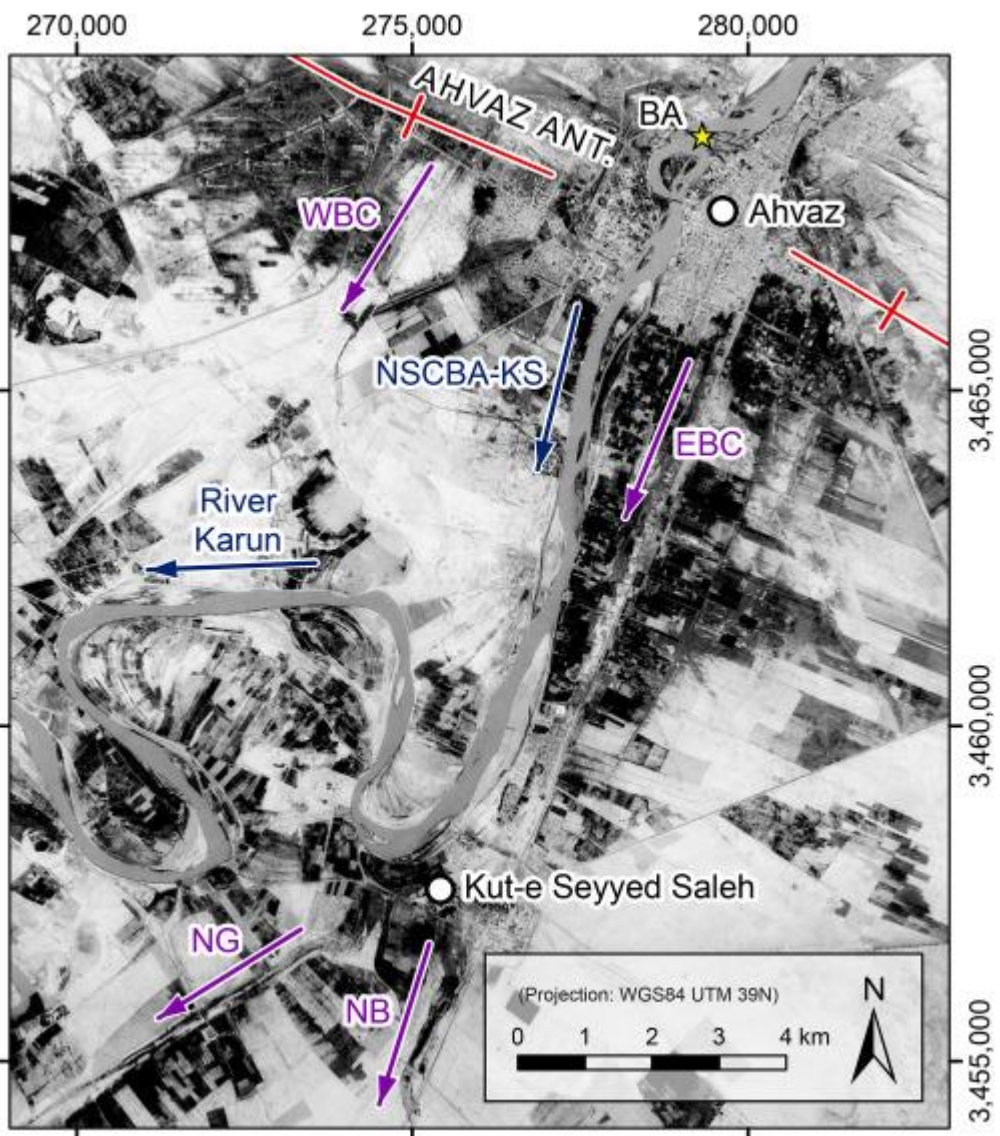 270,000
275,000
280,000
AHVAZ ANT.
BA
WBC
Ahvaz
NSCBA-KS
3,465,000
EBC
River
Karun
3,460,000
Kut-e Seyyed Saleh
NG
NB
(Projection: WGS84 UTM 39N)
N
0 1 2 3 4 km
3,455,000